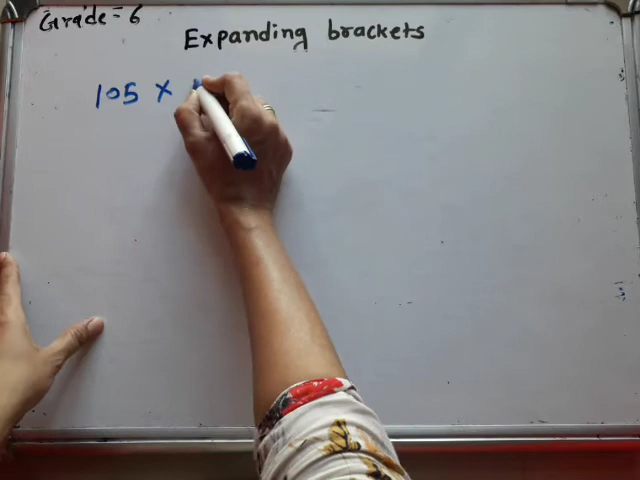 Grade = 6
Expanding brackets
105 ×